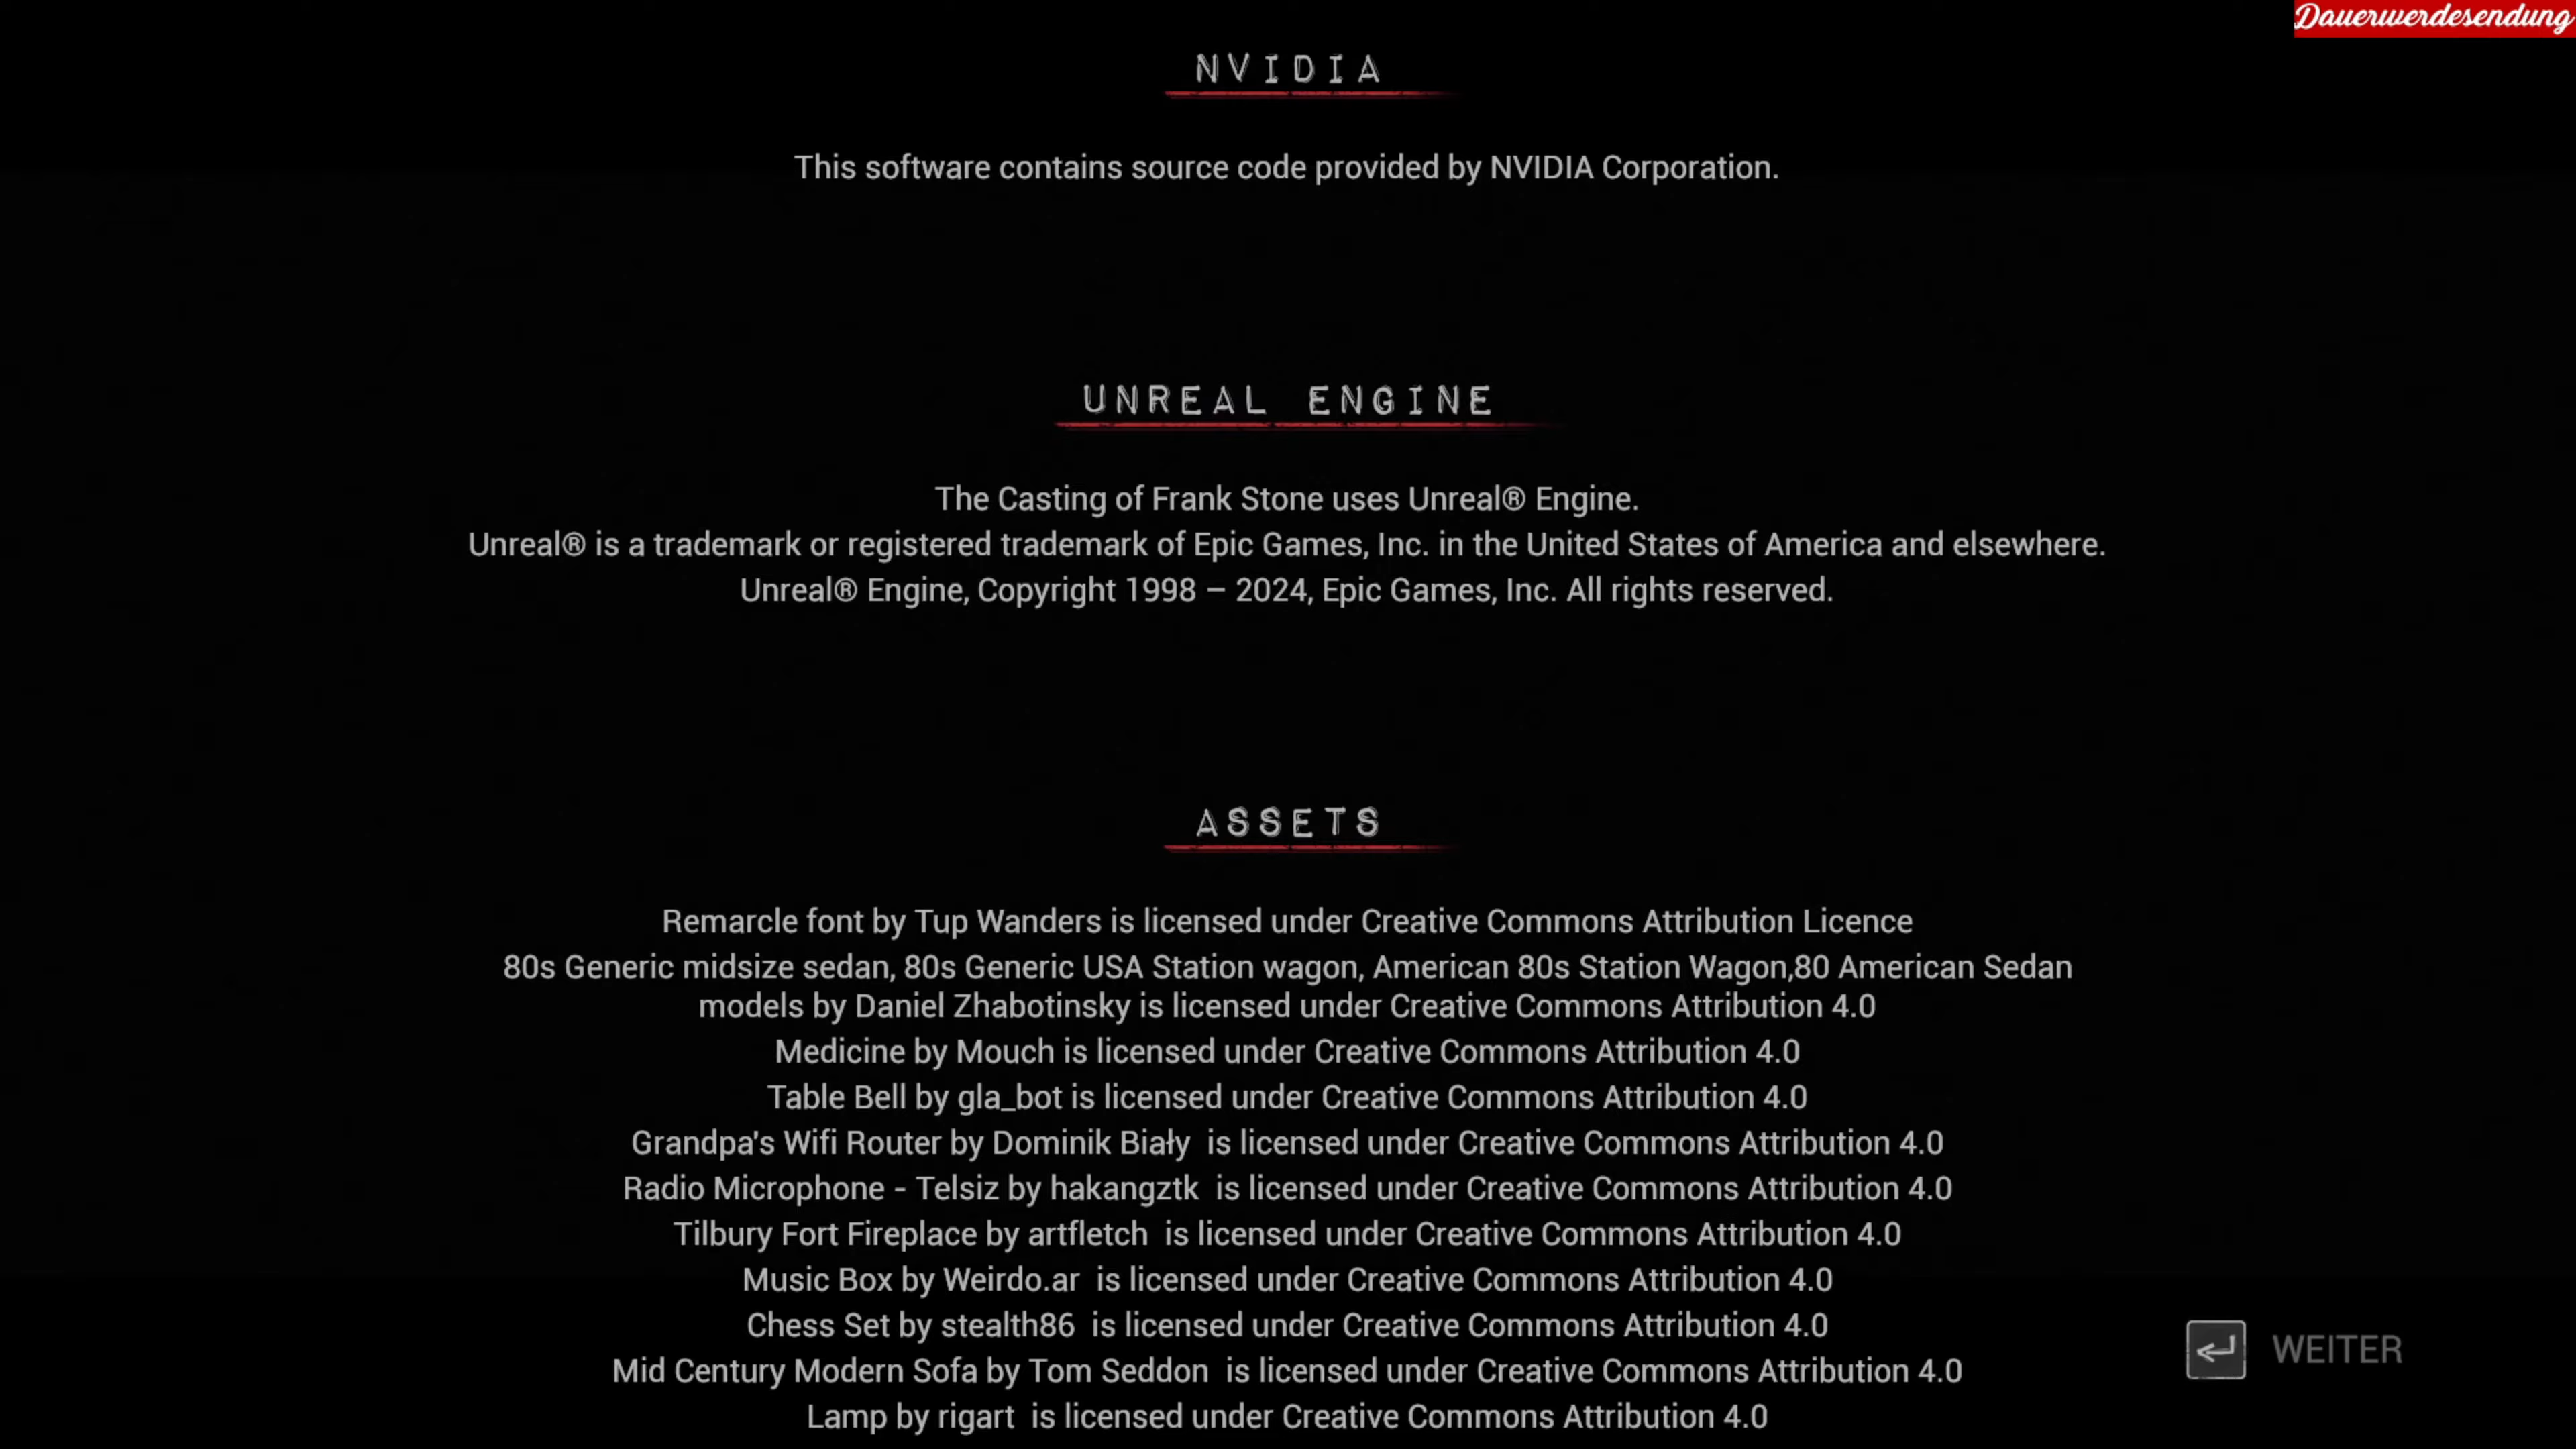 Dauerwerdesendung
NVIDIA
This software contains source code provided by NVIDIA Corporation.
UNREAL ENGINE
The Casting of Frank Stone uses Unreal® Engine.
Unreal® is a trademark or registered trademark of Epic Games, Inc. in the United States of America and elsewhere.
Unreal® Engine, Copyright 1998 – 2024, Epic Games, Inc. All rights reserved.
ASSETS
Remarcle font by Tup Wanders is licensed under Creative Commons Attribution Licence
80s Generic midsize sedan, 80s Generic USA Station wagon, American 80s Station Wagon,80 American Sedan
models by Daniel Zhabotinsky is licensed under Creative Commons Attribution 4.0
Medicine by Mouch is licensed under Creative Commons Attribution 4.0
Table Bell by gla_bot is licensed under Creative Commons Attribution 4.0
Grandpa's Wifi Router by Dominik Biały  is licensed under Creative Commons Attribution 4.0
Radio Microphone - Telsiz by hakangztk  is licensed under Creative Commons Attribution 4.0
Tilbury Fort Fireplace by artfletch  is licensed under Creative Commons Attribution 4.0
Music Box by Weirdo.ar  is licensed under Creative Commons Attribution 4.0
Chess Set by stealth86  is licensed under Creative Commons Attribution 4.0
WEITER
Mid Century Modern Sofa by Tom Seddon  is licensed under Creative Commons Attribution 4.0
Lamp by rigart  is licensed under Creative Commons Attribution 4.0